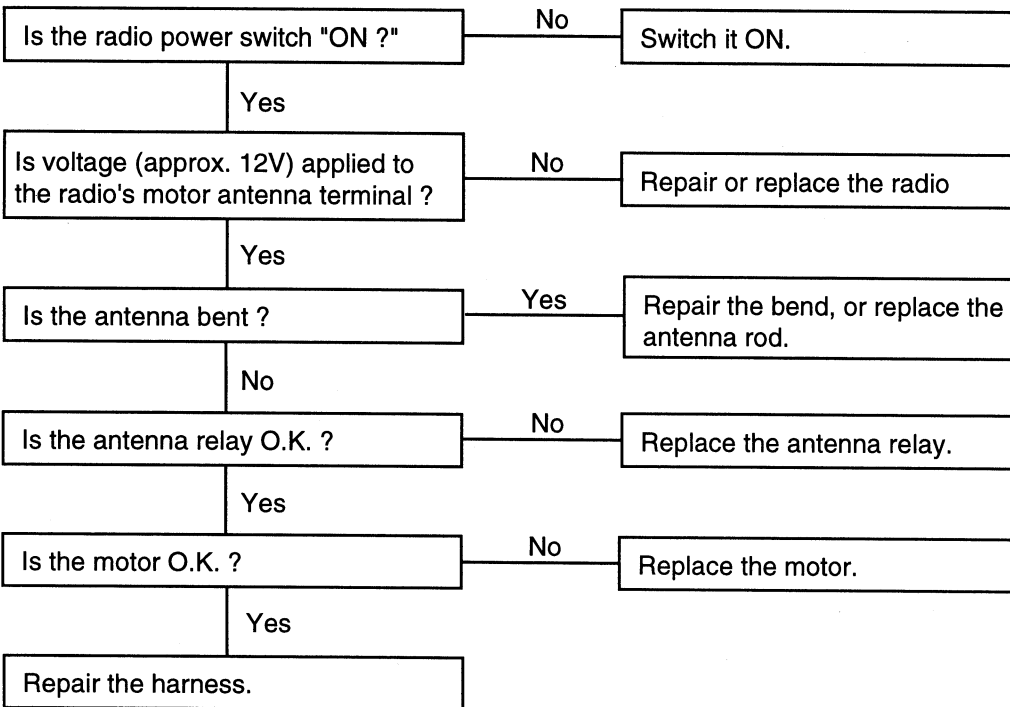 Is the radio power switch "ON ?"
No
Switch it ON.
Yes
Is voltage (approx. 12V) applied to
the radio's motor antenna terminal ?
No
Repair or replace the radio
Yes
Is the antenna bent ?
Yes
Repair the bend, or replace the
antenna rod.
No
Is the antenna relay O.K. ?
No
Replace the antenna relay.
Yes
Is the motor O.K. ?
No
Replace the motor.
Yes
Repair the harness.